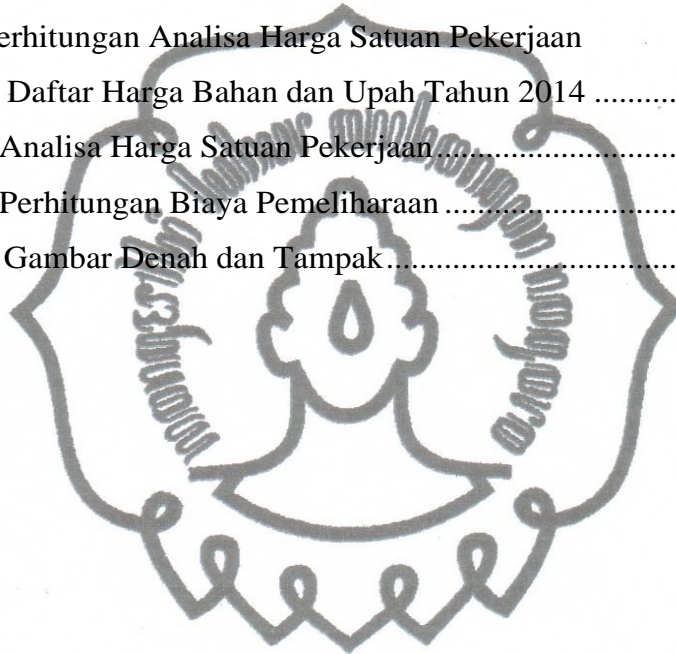 erhitungan Analisa Harga Satuan Pekerjaan
Daftar Harga Bahan dan Upah Tahun 2014 ..........
Analisa Harga Satuan Pekerjaan..............................
Perhitungan Biaya Pemeliharaan .............................
Gambar Denah dan Tampak....................................